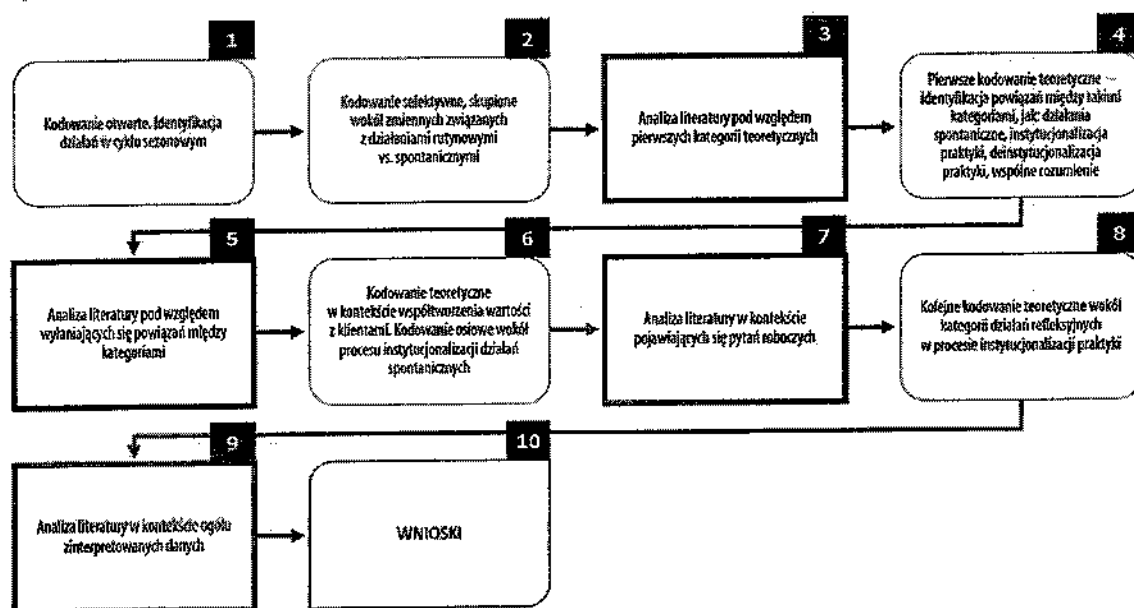 1
Kodowanie otwarte. Identyfikacja
działań w cyklu sezonowym
2
Kodowanie selektywne, skupione
wokół zmiennych związanych
z działaniami rutynowymi
vs. spontanicznymi
3
Analiza literatury pod względem
pierwszych kategorii teoretycznych
4
Pierwsze kodowanie teoretyczne –
identyfikacja powiązań między takimi
kategoriami, jak: działania
spontaniczne, instytucjonalizacja
praktyki, deinstytucjonalizacja
praktyki, wspólne rozumienie
5
Analiza literatury pod względem
wyłaniających się powiązań między
kategoriami
6
Kodowanie teoretyczne
w kontekście współtworzenia wartości
z klientami. Kodowanie osiowe wokół
procesu instytucjonalizacji działań
spontanicznych
7
Analiza literatury w kontekście
pojawiających się pytań roboczych
8
Kolejne kodowanie teoretyczne wokół
kategorii działań refleksyjnych
w procesie instytucjonalizacji praktyki
9
Analiza literatury w kontekście ogółu
zinterpretowanych danych
10
WNIOSKI